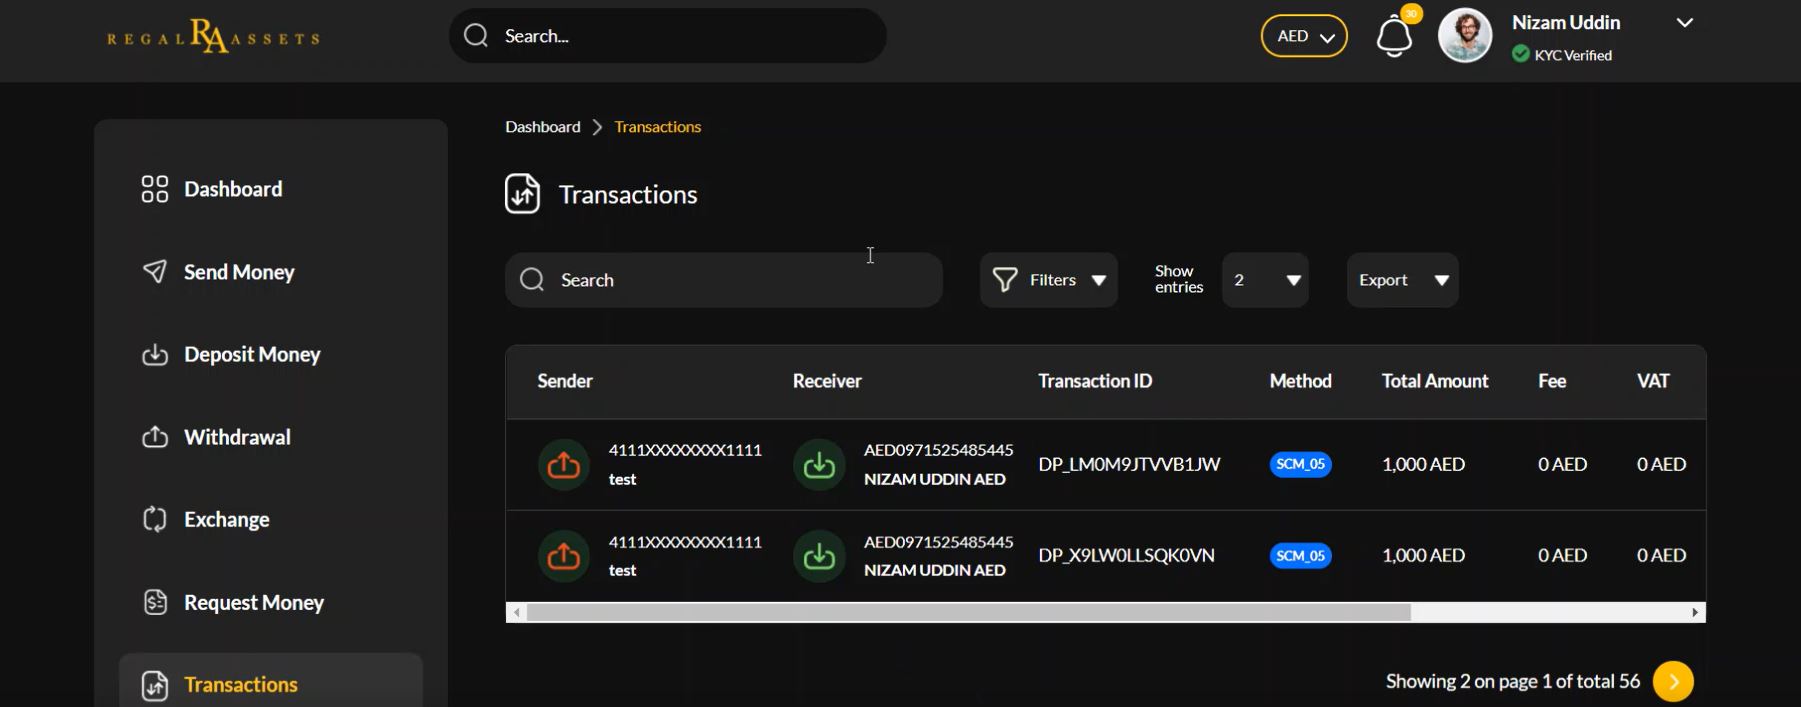 REGAL RA ASSETS
Search...
AED
30
Nizam Uddin
KYC Verified
Dashboard
Send Money
Deposit Money
Withdrawal
Exchange
Request Money
Transactions
Dashboard > Transactions
Transactions
Search
Filters
Show
entries
2
Export
Sender Receiver Transaction ID Method Total Amount Fee VAT
4111XXXXXXXX1111 AED0971525485445 DP_LM0M9JTVVB1JW SCM_05 1,000 AED 0 AED 0 AED
test NIZAM UDDIN AED
4111XXXXXXXX1111 AED0971525485445 DP_X9LW0LLSQK0VN SCM_05 1,000 AED 0 AED 0 AED
test NIZAM UDDIN AED
Showing 2 on page 1 of total 56